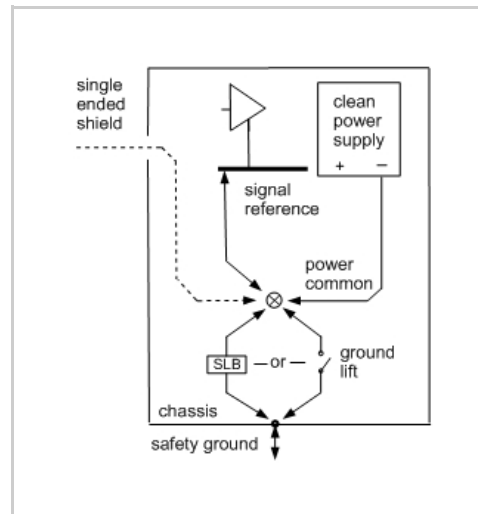 single
ended
shield
clean
power
supply
+ −
signal
reference
power
common
SLB
—or—
ground
lift
chassis
safety ground